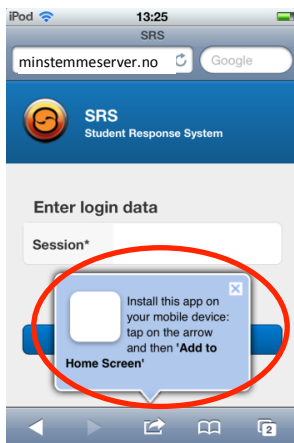 iPod 13:25
SRS
minstemmeserver.no Google
SRS
Student Response System
Enter login data
Session*
Install this app on
your mobile device:
tap on the arrow
and then 'Add to
Home Screen'
2